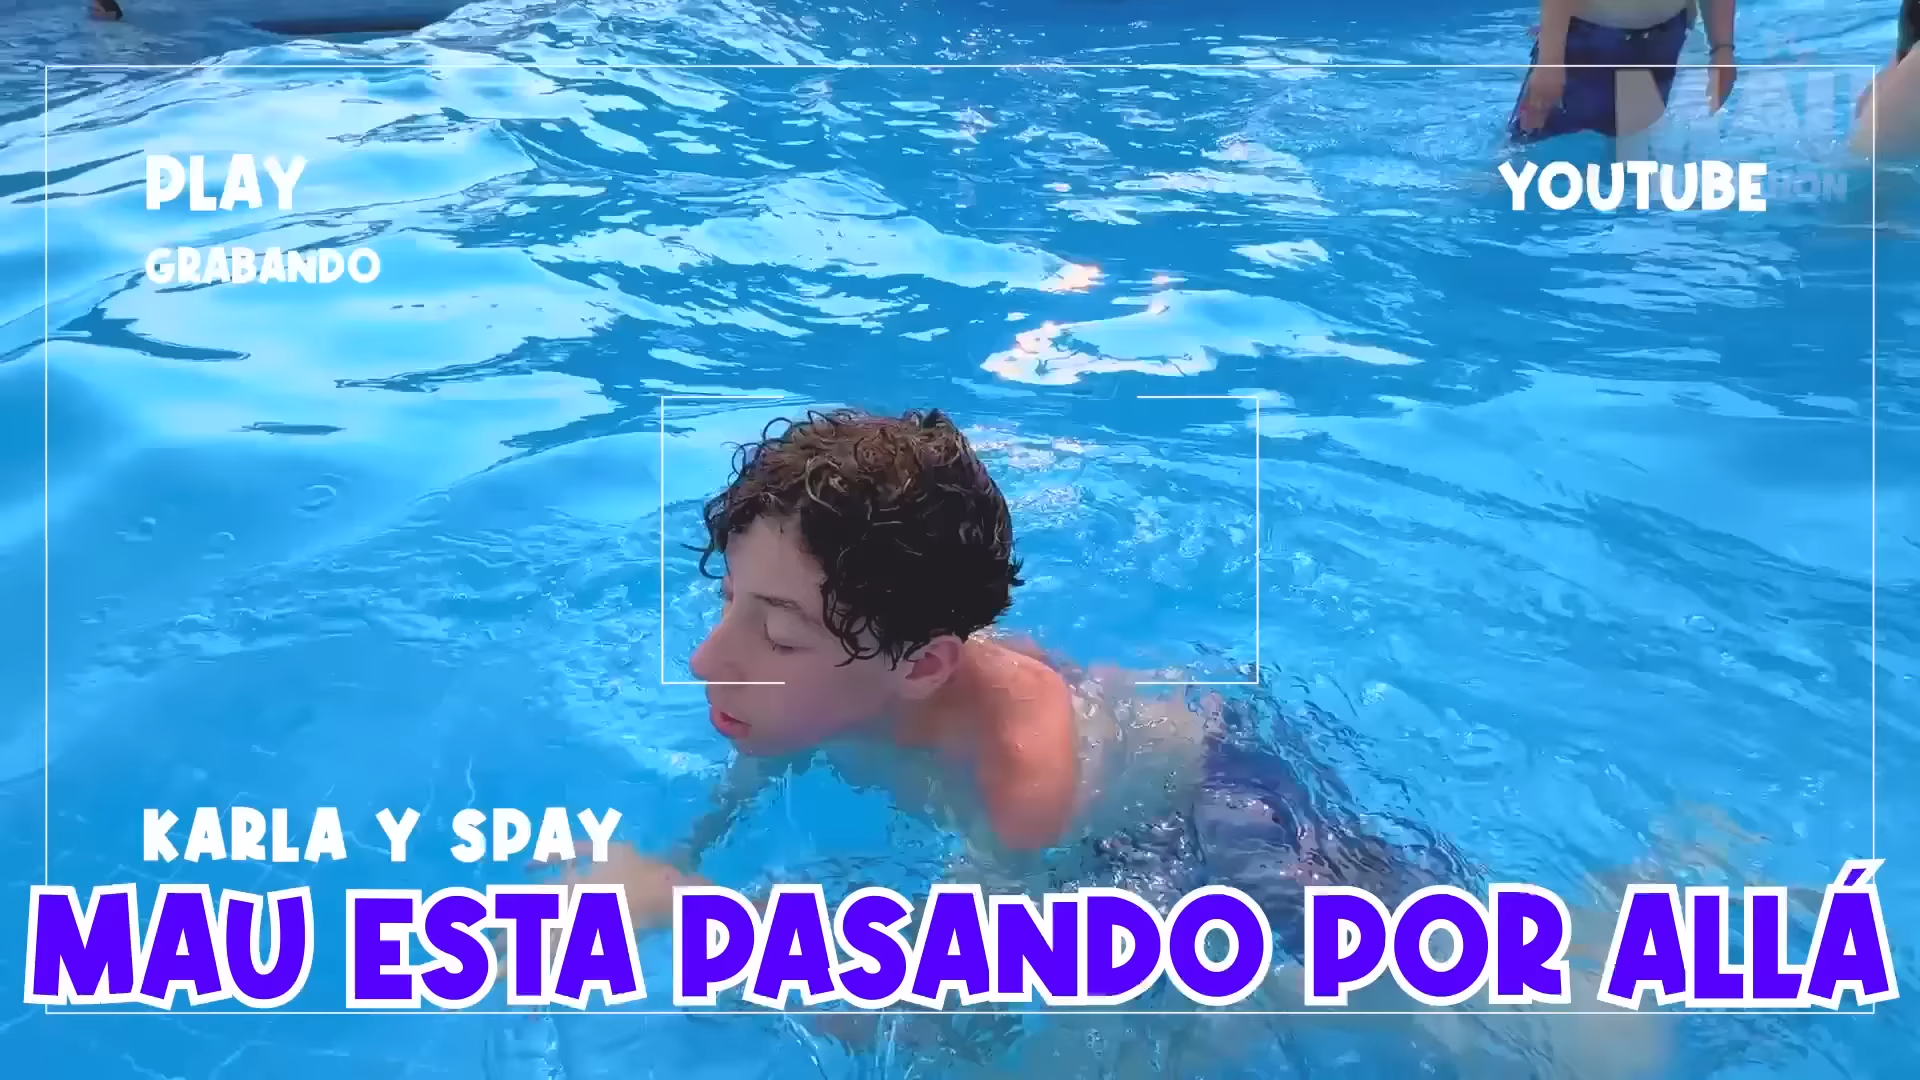 PLAY
YOUTUBE
GRABANDO
KARLA Y SPAY
MAU ESTA PASANDO POR ALLÁ